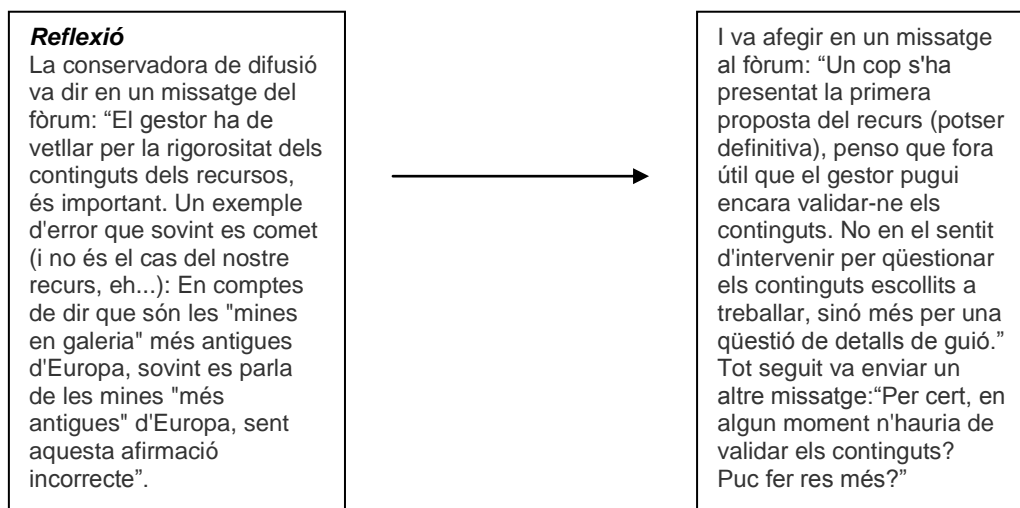 Reflexió
La conservadora de difusió
va dir en un missatge del
fòrum: “El gestor ha de
vetllar per la rigorositat dels
continguts dels recursos,
és important. Un exemple
d'error que sovint es comet
(i no és el cas del nostre
recurs, eh...): En comptes
de dir que són les "mines
en galeria" més antigues
d'Europa, sovint es parla
de les mines "més
antigues" d'Europa, sent
aquesta afirmació
incorrecte”.
I va afegir en un missatge
al fòrum: “Un cop s'ha
presentat la primera
proposta del recurs (potser
definitiva), penso que fora
útil que el gestor pugui
encara validar-ne els
continguts. No en el sentit
d'intervenir per qüestionar
els continguts escollits a
treballar, sinó més per una
qüestió de detalls de guió.”
Tot seguit va enviar un
altre missatge:“Per cert, en
algun moment n'hauria de
validar els continguts?
Puc fer res més?”